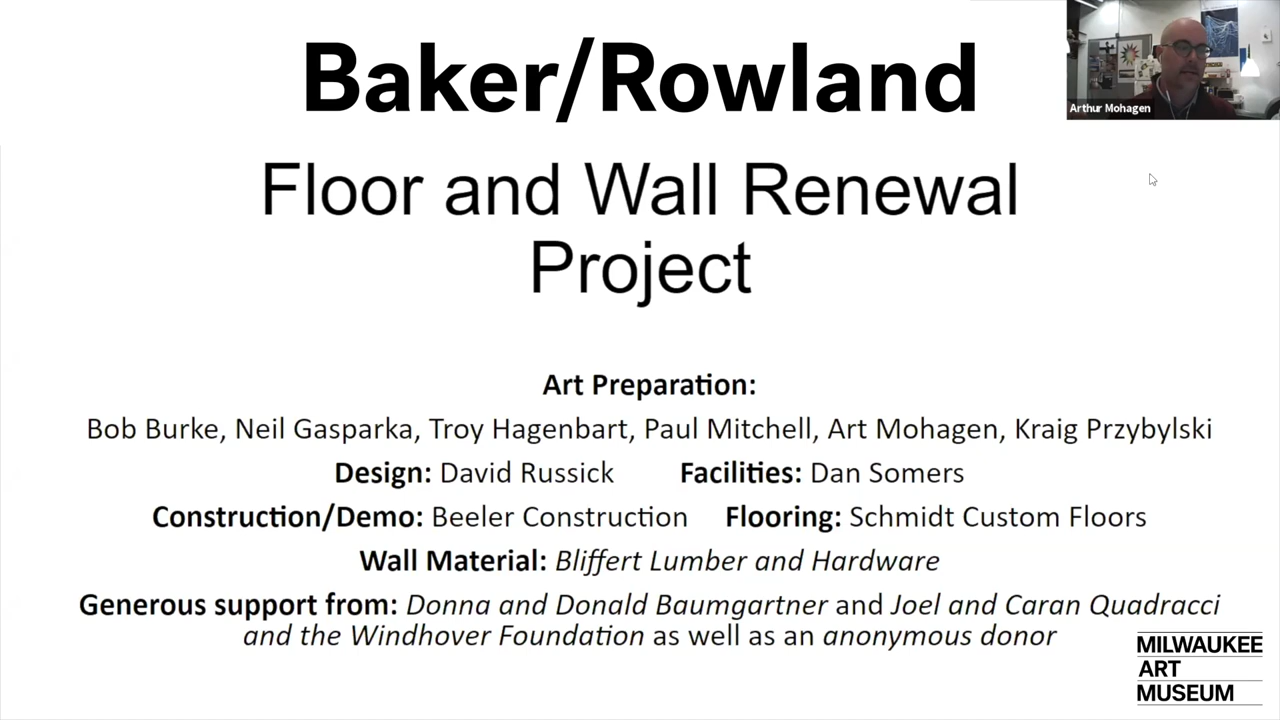 Baker/Rowland
Arthur Mohagen
Floor and Wall Renewal
Project
Art Preparation:
Bob Burke, Neil Gasparka, Troy Hagenbart, Paul Mitchell, Art Mohagen, Kraig Przybylski
Design: David Russick Facilities: Dan Somers
Construction/Demo: Beeler Construction Flooring: Schmidt Custom Floors
Wall Material: Bliffert Lumber and Hardware
Generous support from: Donna and Donald Baumgartner and Joel and Caran Quadracci
and the Windhover Foundation as well as an anonymous donor
MILWAUKEE
ART
MUSEUM